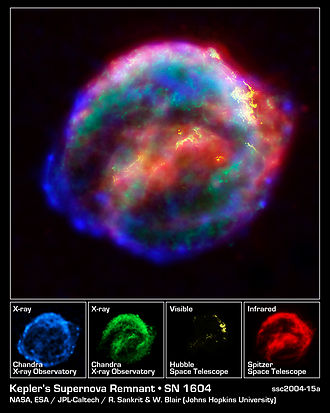 X-ray
Chandra
X-ray Observatory
X-ray
Chandra
X-ray Observatory
Visible
Hubble
Space Telescope
Infrared
Spitzer
Space Telescope
Kepler's Supernova Remnant • SN 1604
ssc2004-15a
NASA, ESA / JPL-Caltech / R. Sankrit & W. Blair (Johns Hopkins University)